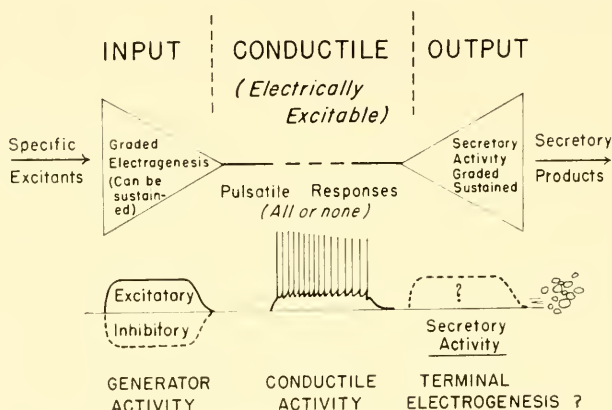 INPUT
CONDUCTILE
OUTPUT
(Electrically
Excitable)
Specific
Excitants
Graded
Electrogenesis
(Can be
sustain-
ed)
Pulsatile Responses
(All or none)
Secretory
Activity
Graded
Sustained
Secretory
Products
Excitatory
Inhibitory
?
Secretory
Activity
GENERATOR
ACTIVITY
CONDUCTILE
ACTIVITY
TERMINAL
ELECTROGENESIS ?